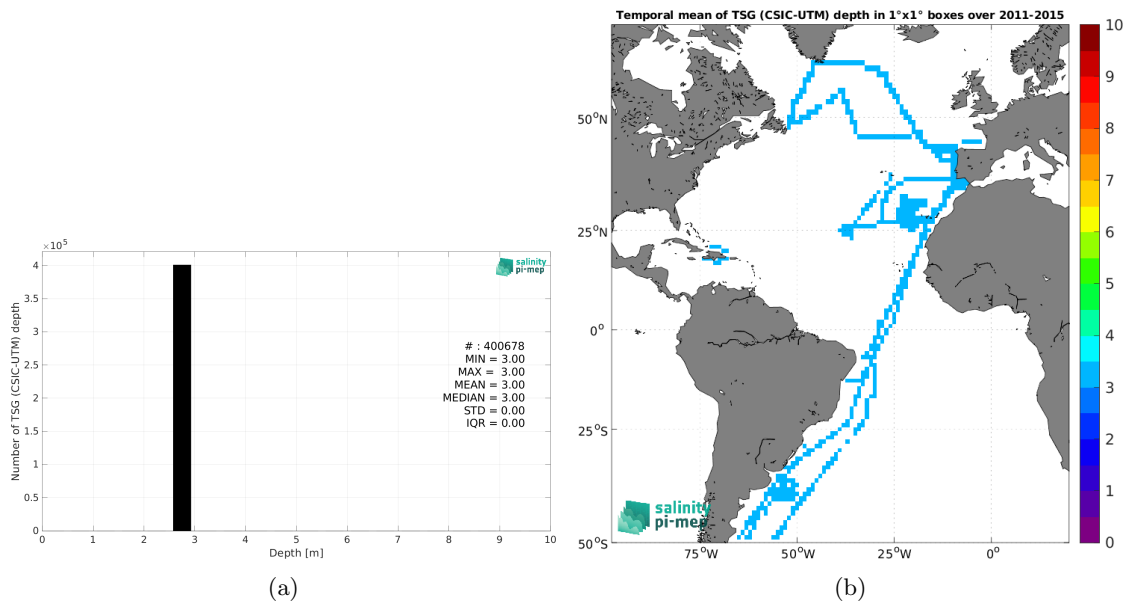 ×10⁵
4
3.5
3
2.5
2
1.5
1
0.5
0
Number of TSG (CSIC-UTM) depth
salinity
pi-mep
# : 400678
MIN = 3.00
MAX = 3.00
MEAN = 3.00
MEDIAN = 3.00
STD = 0.00
IQR = 0.00
0 1 2 3 4 5 6 7 8 9 10
Depth [m]
(a)
Temporal mean of TSG (CSIC-UTM) depth in 1°x1° boxes over 2011-2015
50°N
25°N
0°
25°S
50°S
75°W 50°W 25°W 0°
salinity
pi-mep
10
9
8
7
6
5
4
3
2
1
0
(b)